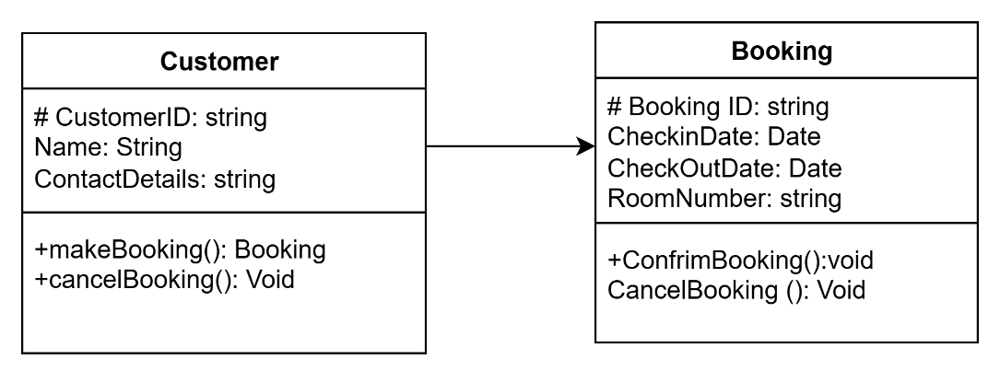 Customer
# CustomerID: string
Name: String
ContactDetails: string
+makeBooking(): Booking
+cancelBooking(): Void
Booking
# Booking ID: string
CheckinDate: Date
CheckOutDate: Date
RoomNumber: string
+ConfrimBooking():void
CancelBooking (): Void